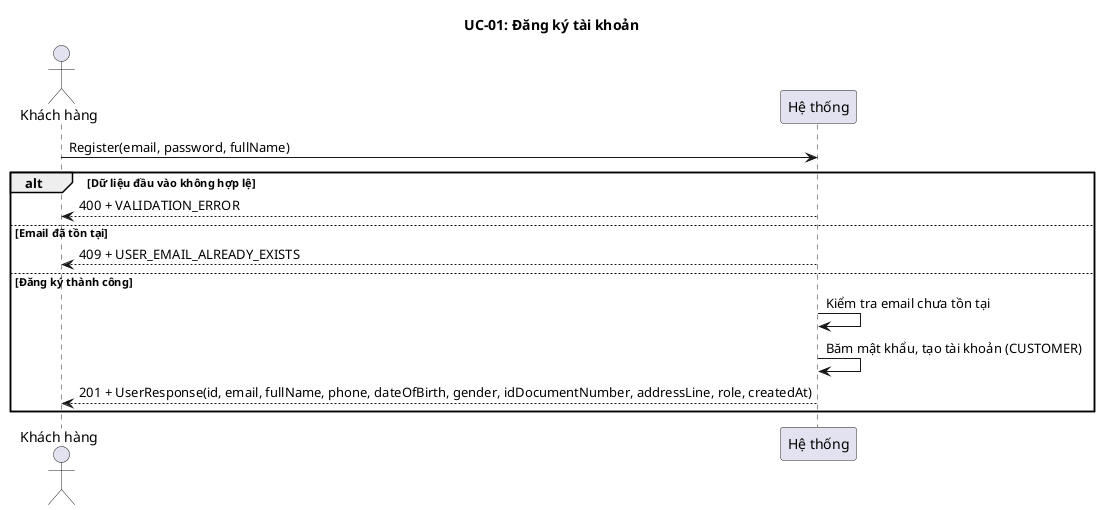 UC-01: Đăng ký tài khoản
Khách hàng
Hệ thống
Register(email, password, fullName)
alt [Dữ liệu đầu vào không hợp lệ]
400 + VALIDATION_ERROR
[Email đã tồn tại]
409 + USER_EMAIL_ALREADY_EXISTS
[Đăng ký thành công]
Kiểm tra email chưa tồn tại
Băm mật khẩu, tạo tài khoản (CUSTOMER)
201 + UserResponse(id, email, fullName, phone, dateOfBirth, gender, idDocumentNumber, addressLine, role, createdAt)
Khách hàng
Hệ thống